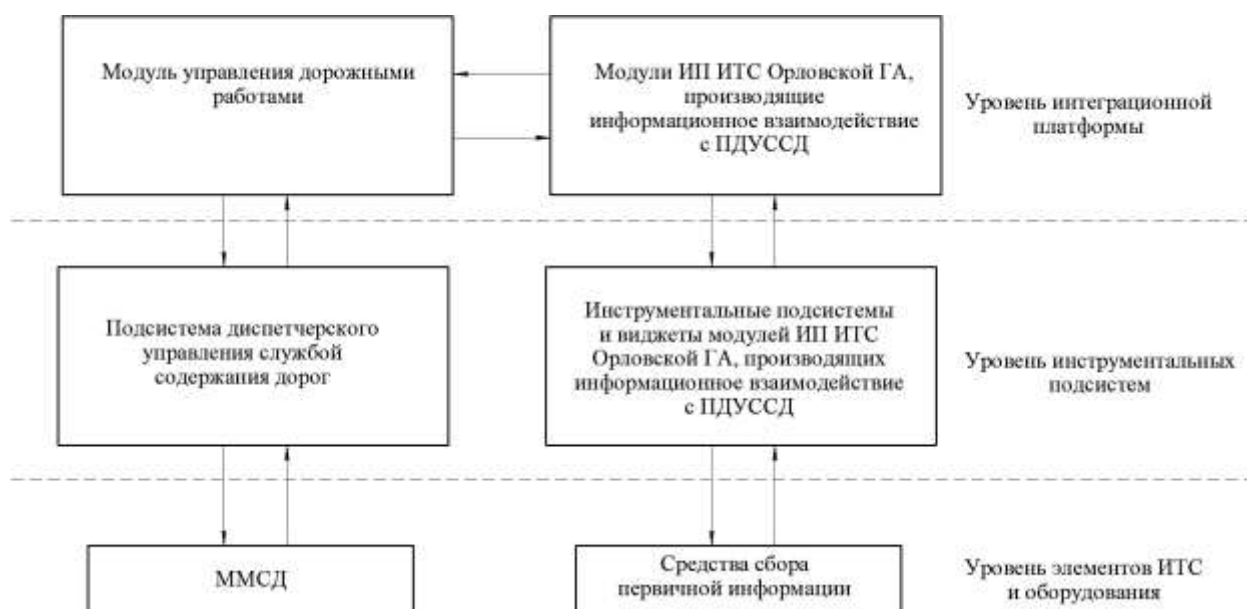 Модуль управления дорожными
работами
Модули ИП ИТС Орловской ГА,
производящие
информационное взаимодействие
с ПДУССД
Уровень интеграционной
платформы
Подсистема диспетчерского
управления службой
содержания дорог
Инструментальные подсистемы
и виджеты модулей ИП ИТС
Орловской ГА, производящих
информационное взаимодействие
с ПДУССД
Уровень инструментальных
подсистем
ММСД
Средства сбора
первичной информации
Уровень элементов ИТС
и оборудования